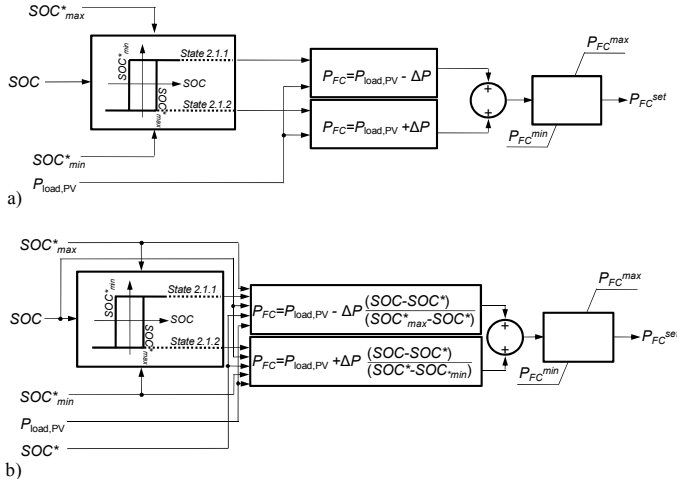 SOC*max
SOC
SOC*min
SOC
SOC*max
State 2.1.1
State 2.1.2
SOC*min
Pload,PV
PFC=Pload,PV - ΔP
PFC=Pload,PV +ΔP
+
+
PFCmax
PFCmin
PFCset
a)
SOC*max
SOC
SOC*min
SOC
SOC*max
State 2.1.1
State 2.1.2
SOC*min
Pload,PV
SOC*
PFC=Pload,PV - ΔP (SOC-SOC*)
(SOC*max-SOC*)
PFC=Pload,PV +ΔP (SOC-SOC*)
(SOC*-SOC*min)
+
+
PFCmax
PFCmin
PFCset
b)